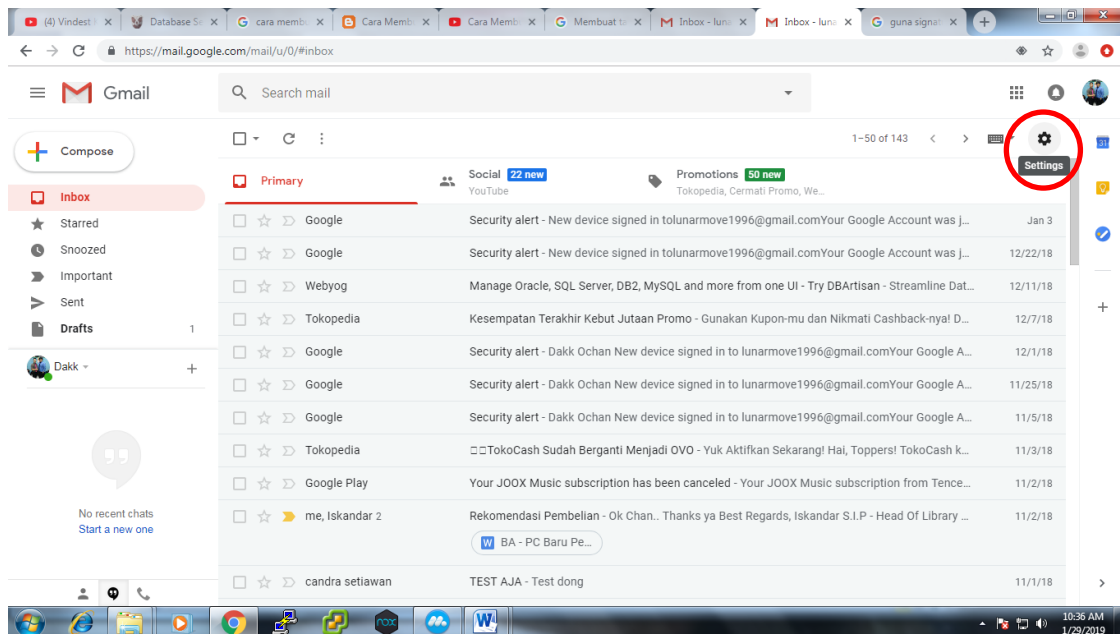 (4) Vindest
Database Se
cara memb
Cara Memb
Cara Memb
Membuat ta
Inbox - luna
Inbox - luna
guna signat
https://mail.google.com/mail/u/0/#inbox
Gmail
Search mail
Compose
1–50 of 143
Settings
31
Primary
Social 22 new
YouTube
Promotions 50 new
Tokopedia, Cermati Promo, We...
Inbox
Starred
Snoozed
Important
Sent
Drafts 1
Dakk
No recent chats
Start a new one
Google Security alert - New device signed in tolunarmove1996@gmail.comYour Google Account was j... Jan 3
Google Security alert - New device signed in tolunarmove1996@gmail.comYour Google Account was j... 12/22/18
Webyog Manage Oracle, SQL Server, DB2, MySQL and more from one UI - Try DBArtisan - Streamline Dat... 12/11/18
Tokopedia Kesempatan Terakhir Kebut Jutaan Promo - Gunakan Kupon-mu dan Nikmati Cashback-nya! D... 12/7/18
Google Security alert - Dakk Ochan New device signed in to lunarmove1996@gmail.comYour Google A... 12/1/18
Google Security alert - Dakk Ochan New device signed in to lunarmove1996@gmail.comYour Google A... 11/25/18
Google Security alert - Dakk Ochan New device signed in to lunarmove1996@gmail.comYour Google A... 11/5/18
Tokopedia □□TokoCash Sudah Berganti Menjadi OVO - Yuk Aktifkan Sekarang! Hai, Toppers! TokoCash k... 11/3/18
Google Play Your JOOX Music subscription has been canceled - Your JOOX Music subscription from Tence... 11/2/18
me, Iskandar 2 Rekomendasi Pembelian - Ok Chan.. Thanks ya Best Regards, Iskandar S.I.P - Head Of Library ... 11/2/18
W BA - PC Baru Pe...
candra setiawan TEST AJA - Test dong 11/1/18
nox
W
10:36 AM
1/29/2019